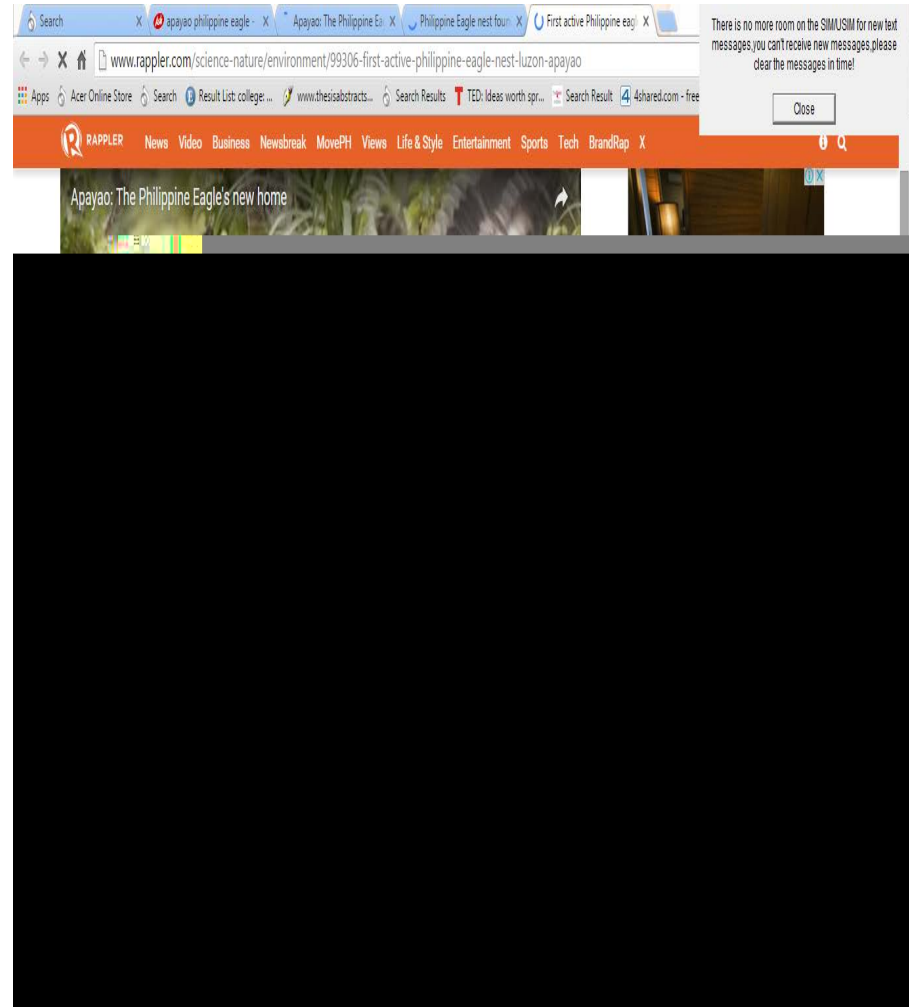 Search
apayao philippine eagle -
Apayao: The Philippine Ea
Philippine Eagle nest foun
First active Philippine eagl
There is no more room on the SIM/USIM for new text
messages,you can't receive new messages,please
clear the messages in time!
Close
www.rappler.com/science-nature/environment/99306-first-active-philippine-eagle-nest-luzon-apayao
Apps Acer Online Store Search Result List: college: ... www.thesisabstracts... Search Results TED: Ideas worth spr... Search Result 4shared.com - free
RAPPLER News Video Business Newsbreak MovePH Views Life & Style Entertainment Sports Tech BrandRap X
Apayao: The Philippine Eagle's new home